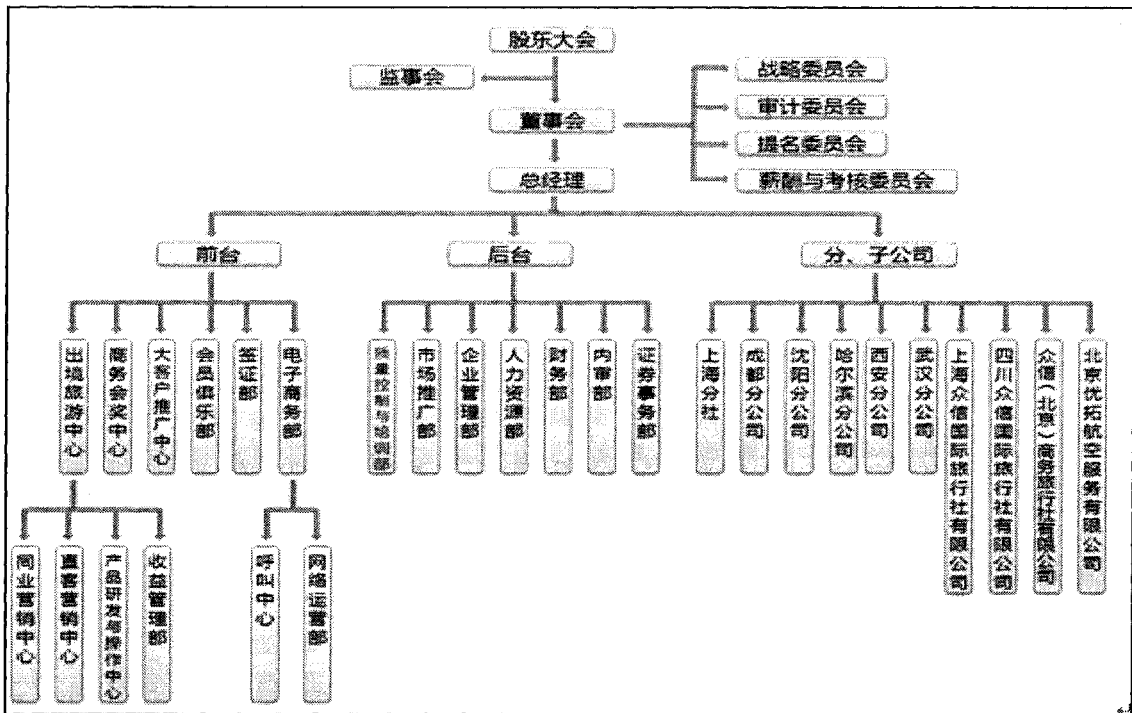 股东大会
监事会
战略委员会
审计委员会
董事会
提名委员会
总经理
薪酬与考核委员会
前台
后台
分、子公司
出境旅游中心
商务会奖中心
大客户推广中心
会员俱乐部
签证部
电子商务部
质量控制与培训部
市场推广部
企业管理部
人力资源部
财务部
内审部
证券事务部
上海分社
成都分公司
沈阳分公司
哈尔滨分公司
西安分公司
武汉分公司
上海众信国际旅行社有限公司
四川众信国际旅行社有限公司
众信（北京）商务旅行社有限公司
北京优拓航空服务有限公司
同业营销中心
直客营销中心
产品研发与操作中心
收益管理部
呼叫中心
网络运营部